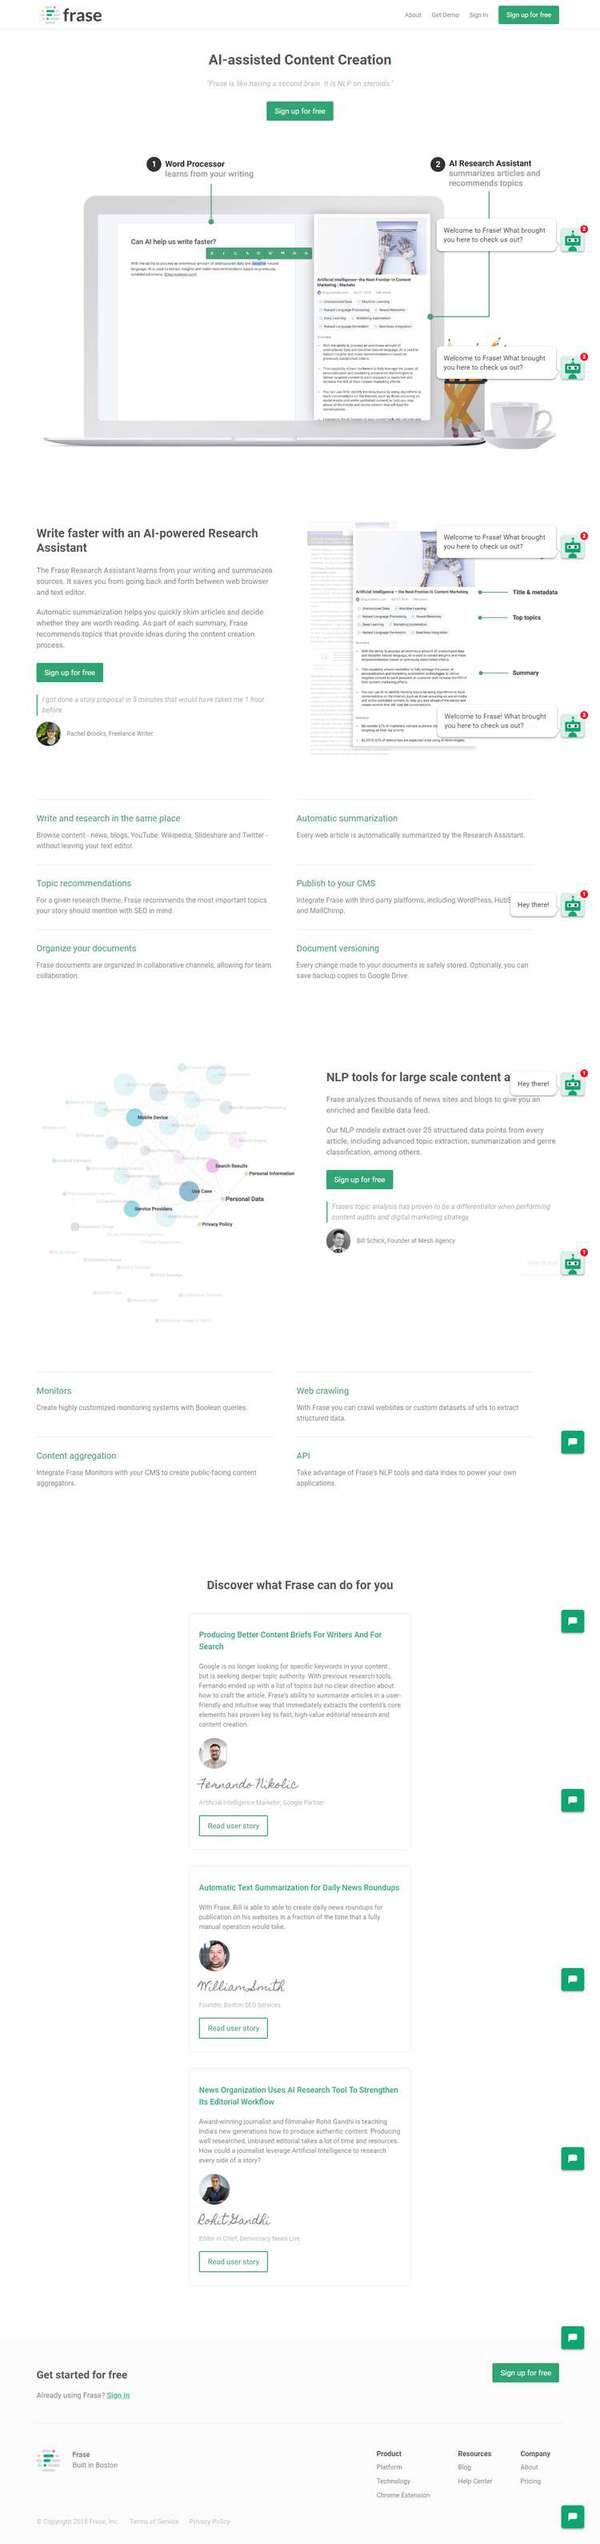 frase
About Get Demo Sign In Sign up for free
AI-assisted Content Creation
"Frase is like having a second brain. It is NLP on steroids."
Sign up for free
1 Word Processor
learns from your writing
2 AI Research Assistant
summarizes articles and
recommends topics
Can AI help us write faster?
Welcome to Frase! What brought
you here to check us out?
Artificial Intelligence-the Next Frontier in Content
Welcome to Frase! What brought
you here to check us out?
Write faster with an AI-powered Research
Assistant
The Frase Research Assistant learns from your writing and summarizes
sources. It saves you from going back and forth between web browser
and text editor.
Automatic summarization helps you quickly skim articles and decide
whether they are worth reading. As part of each summary, Frase
recommends topics that provide ideas during the content creation
process.
Sign up for free
I got done a story proposal in 5 minutes that would have taken me 1 hour
before.
Rachel Brooks, Freelance Writer
Welcome to Frase! What brought
you here to check us out?
Title & metadata
Top topics
Summary
Welcome to Frase! What brought
you here to check us out?
Write and research in the same place
Browse content - news, blogs, YouTube, Wikipedia, Slideshare and Twitter -
without leaving your text editor.
Automatic summarization
Every web article is automatically summarized by the Research Assistant.
Topic recommendations
For a given research theme, Frase recommends the most important topics
your story should mention with SEO in mind.
Publish to your CMS
Integrate Frase with third-party platforms, including WordPress, HubS
and MailChimp.
Hey there!
Organize your documents
Frase documents are organized in collaborative channels, allowing for team
collaboration.
Document versioning
Every change made to your documents is safely stored. Optionally, you can
save backup copies to Google Drive.
Mobile Device
Search Results
Personal Information
Use Case
Personal Data
Service Providers
Privacy Policy
NLP tools for large scale content a
Hey there!
Frase analyzes thousands of news sites and blogs to give you an
enriched and flexible data feed.
Our NLP models extract over 25 structured data points from every
article, including advanced topic extraction, summarization and genre
classification, among others.
Sign up for free
Frase's topic analysis has proven to be a differentiator when performing
content audits and digital marketing strategy.
Bill Schick, Founder at Mesh Agency
Monitors
Create highly customized monitoring systems with Boolean queries.
Web crawling
With Frase you can crawl websites or custom datasets of urls to extract
structured data.
Content aggregation
Integrate Frase Monitors with your CMS to create public-facing content
aggregators.
API
Take advantage of Frase's NLP tools and data index to power your own
applications.
Discover what Frase can do for you
Producing Better Content Briefs For Writers And For
Search
Google is no longer looking for specific keywords in your content,
but is seeking deeper topic authority. With previous research tools,
Fernando ended up with a list of topics but no clear direction about
how to craft the article. Frase's ability to summarize articles in a user-
friendly and intuitive way that immediately extracts the content's core
elements has proven key to fast, high-value editorial research and
content creation.
Fernando Nikolic
Artificial Intelligence Marketer, Google Partner
Read user story
Automatic Text Summarization for Daily News Roundups
With Frase, Bill is able to able to create daily news roundups for
publication on his websites in a fraction of the time that a fully
manual operation would take.
William Smith
Founder, Boston SEO Services
Read user story
News Organization Uses AI Research Tool To Strengthen
Its Editorial Workflow
Award-winning journalist and filmmaker Rohit Gandhi is teaching
India's new generations how to produce authentic content. Producing
well researched, unbiased editorial takes a lot of time and resources.
How could a journalist leverage Artificial Intelligence to research
every side of a story?
Rohit Gandhi
Editor in Chief, Democracy News Live
Read user story
Get started for free
Sign up for free
Already using Frase? Sign in
Frase
Built in Boston
Product
Platform
Technology
Chrome Extension
Resources
Blog
Help Center
Company
About
Pricing
© Copyright 2018 Frase, Inc. Terms of Service Privacy Policy